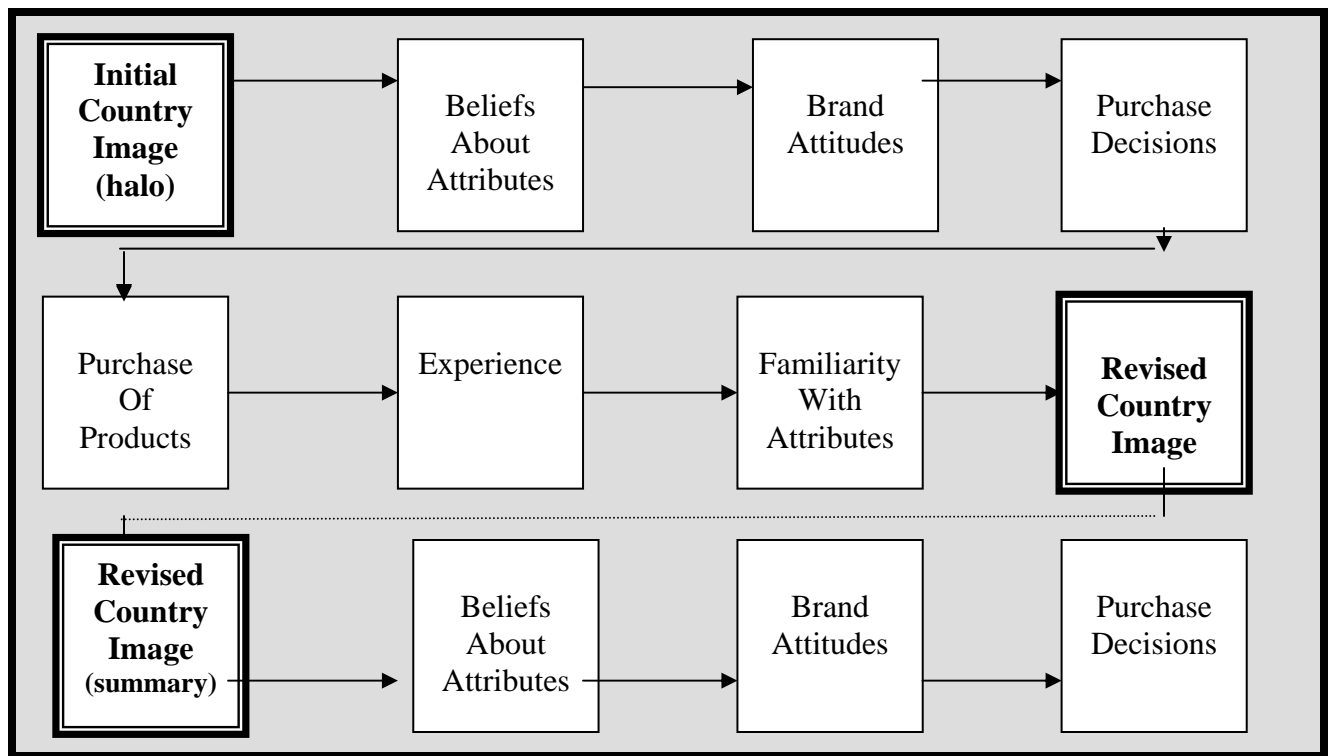 Initial
Country
Image
(halo)
Beliefs
About
Attributes
Brand
Attitudes
Purchase
Decisions
Purchase
Of
Products
Experience
Familiarity
With
Attributes
Revised
Country
Image
Revised
Country
Image
(summary)
Beliefs
About
Attributes
Brand
Attitudes
Purchase
Decisions